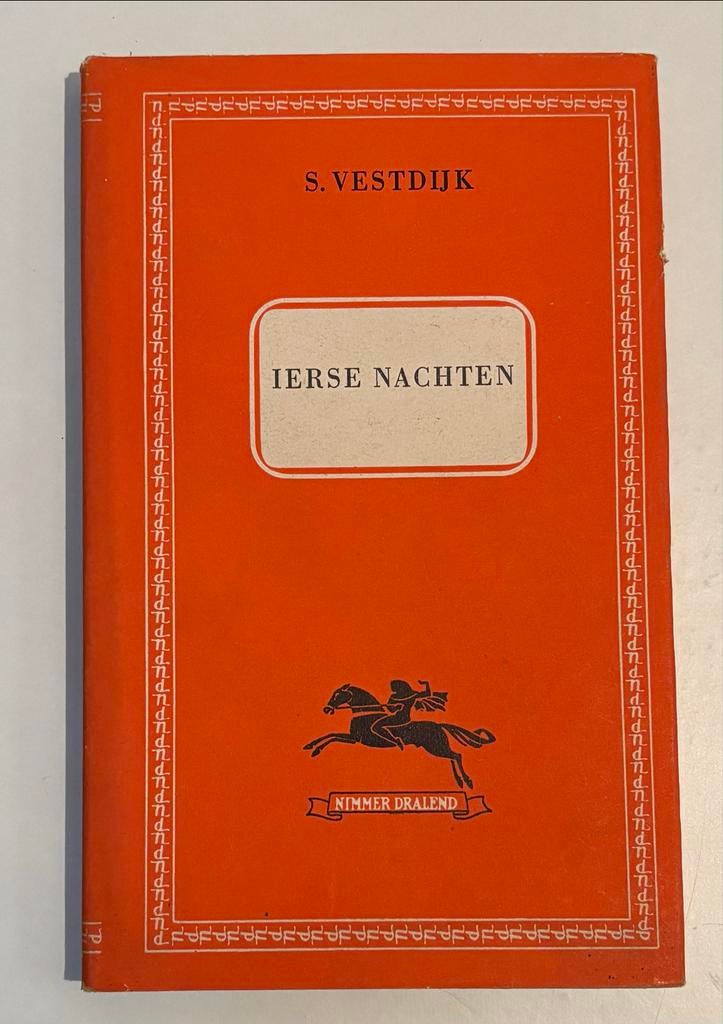 S. VESTDIJK
IERSE NACHTEN
NIMMER DRALEND